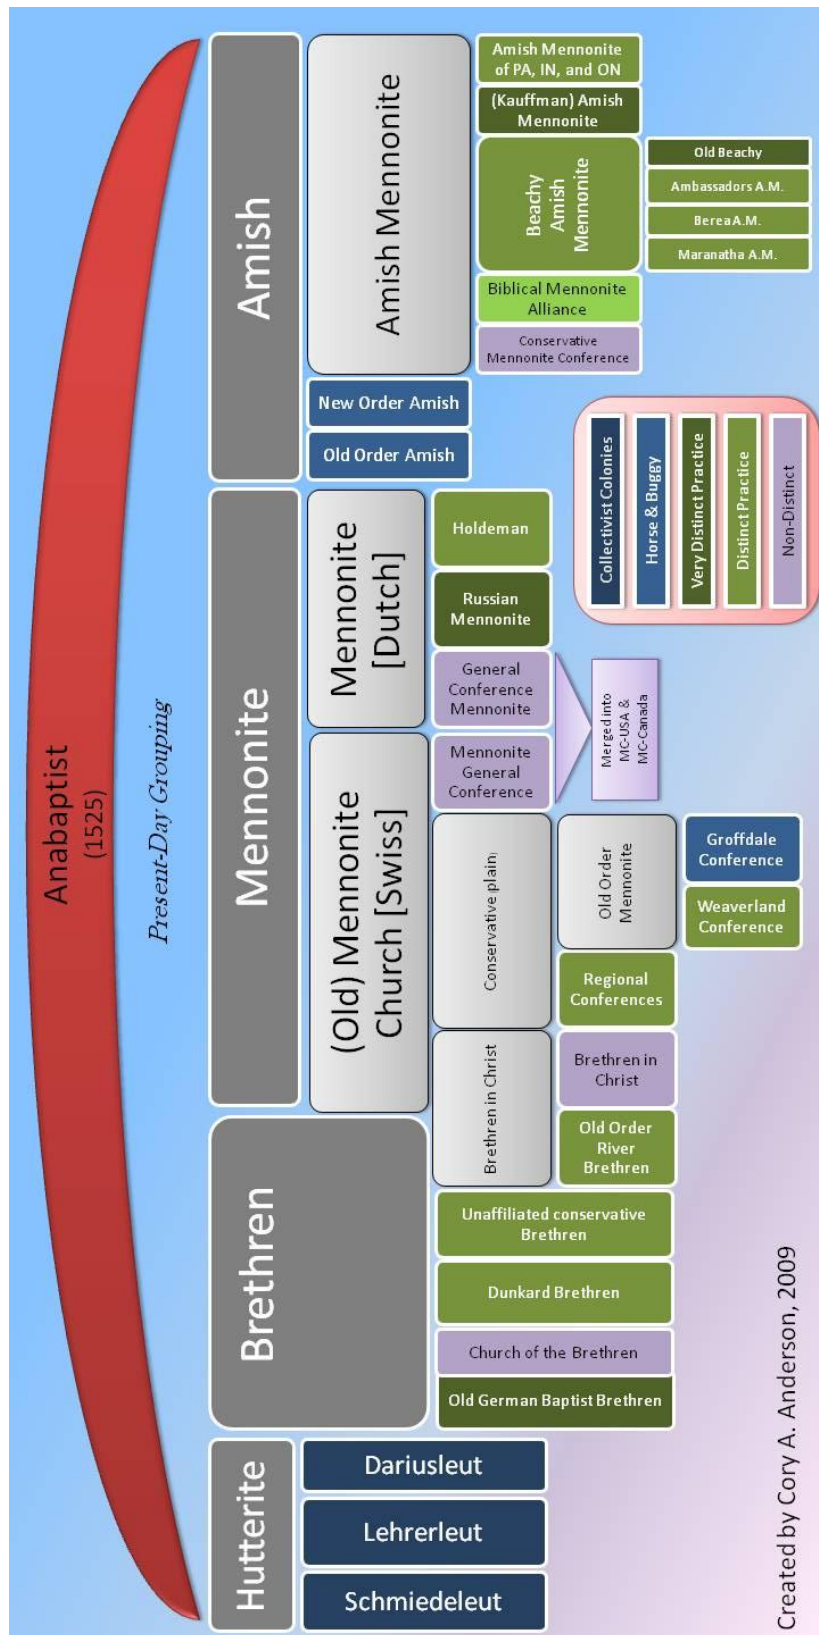 Anabaptist
(1525)
Present-Day Grouping
Amish
Amish Mennonite
Amish Mennonite
of PA, IN, and ON
(Kauffman) Amish
Mennonite
Beachy
Amish
Mennonite
Old Beachy
Ambassadors A.M.
Berea A.M.
Maranatha A.M.
Biblical Mennonite
Alliance
Conservative
Mennonite Conference
New Order Amish
Old Order Amish
Collectivist Colonies
Horse & Buggy
Very Distinct Practice
Distinct Practice
Non-Distinct
Mennonite
Mennonite
[Dutch]
Holdeman
Russian
Mennonite
General
Conference
Mennonite
(Old) Mennonite
Church [Swiss]
Mennonite
General
Conference
Merged into
MC-USA &
MC-Canada
Conservative (plain)
Old Order
Mennonite
Groffdale
Conference
Weaverland
Conference
Regional
Conferences
Brethren in Christ
Brethren in
Christ
Old Order
River
Brethren
Brethren
Unaffiliated conservative
Brethren
Dunkard Brethren
Church of the Brethren
Old German Baptist Brethren
Hutterite
Dariusleut
Lehrerleut
Schmiedeleut
Created by Cory A. Anderson, 2009